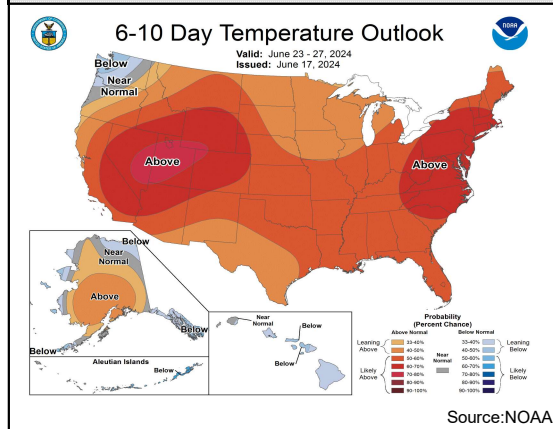 6-10 Day Temperature Outlook
NOAA
Valid: June 23 - 27, 2024
Issued: June 17, 2024
Below
Near
Normal
Above
Above
Below
Near
Normal
Above
Below
Below
Aleutian Islands
Below
Near
Normal
Below
Below
Probability
(Percent Chance)
Above Normal Below Normal
Leaning
Above
33-40% 33-40%
40-50% 40-50%
Leaning
Below
50-60% 50-60%
Near
Normal
Likely
Above
60-70% 60-70%
70-80% 70-80%
80-90% 80-90%
90-100% 90-100%
Likely
Below
Source:NOAA